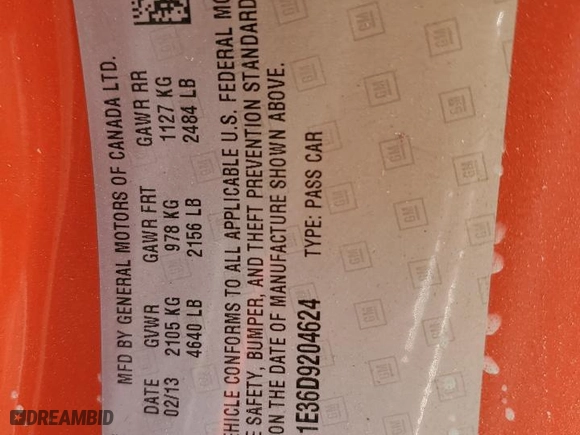 MFD BY GENERAL MOTORS OF CANADA LTD.
DATE GVWR GAWR FRT GAWR RR
02/13 2105 KG 978 KG 1127 KG
4640 LB 2156 LB 2484 LB
VEHICLE CONFORMS TO ALL APPLICABLE U.S. FEDERAL MO
E SAFETY, BUMPER, AND THEFT PREVENTION STANDARD
ON THE DATE OF MANUFACTURE SHOWN ABOVE.
1E36D9204624 TYPE: PASS CAR
GM
DREAMBID